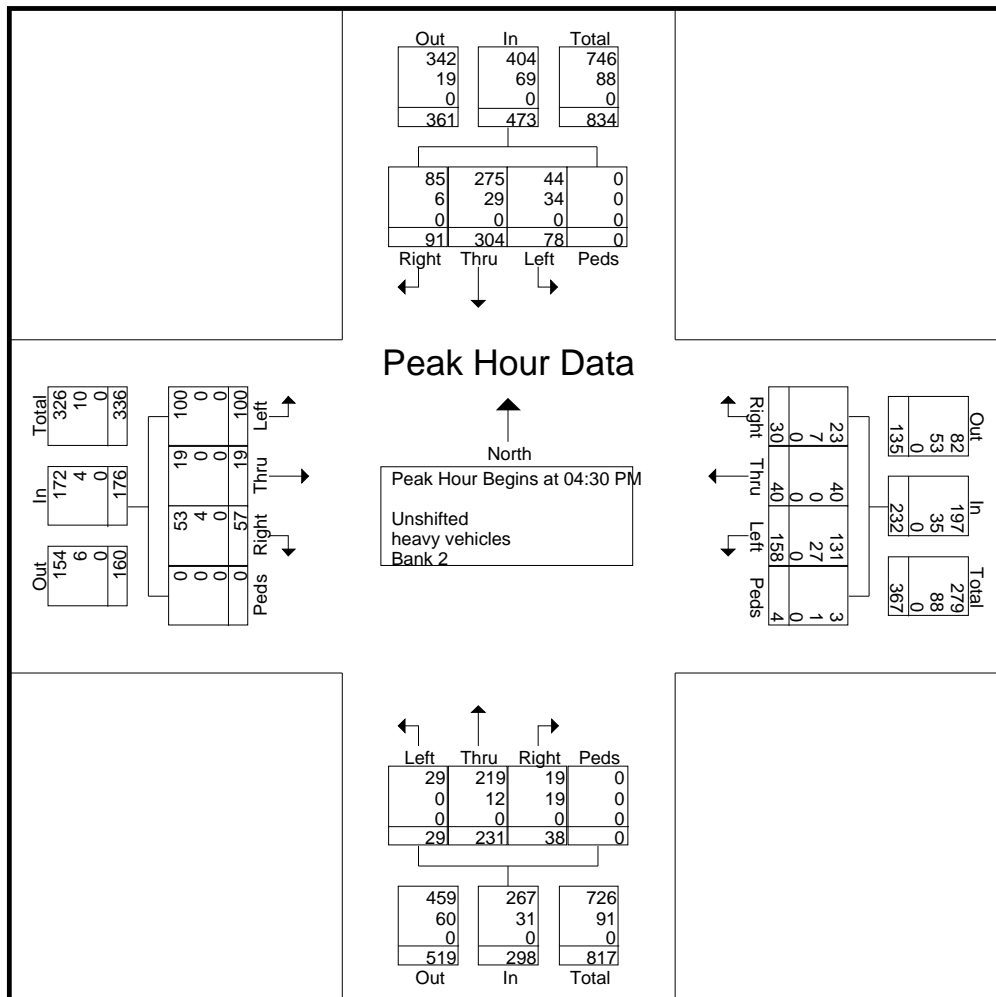 Out In Total
342 404 746
19 69 88
0 0 0
361 473 834
85 275 44 0
6 29 34 0
0 0 0 0
91 304 78 0
Right Thru Left Peds
Peak Hour Data
North
Peak Hour Begins at 04:30 PM
Unshifted
heavy vehicles
Bank 2
Out In Total
154 172 326
6 4 10
0 0 0
160 176 336
Peds Right Thru Left
0 53 19 100
0 4 0 0
0 0 0 0
0 57 19 100
Right Thru Left Peds
23 40 131 3
7 0 27 1
0 0 0 0
30 40 158 4
Out In Total
82 197 279
53 35 88
0 0 0
135 232 367
Left Thru Right Peds
29 219 19 0
0 12 19 0
0 0 0 0
29 231 38 0
459 267 726
60 31 91
0 0 0
519 298 817
Out In Total